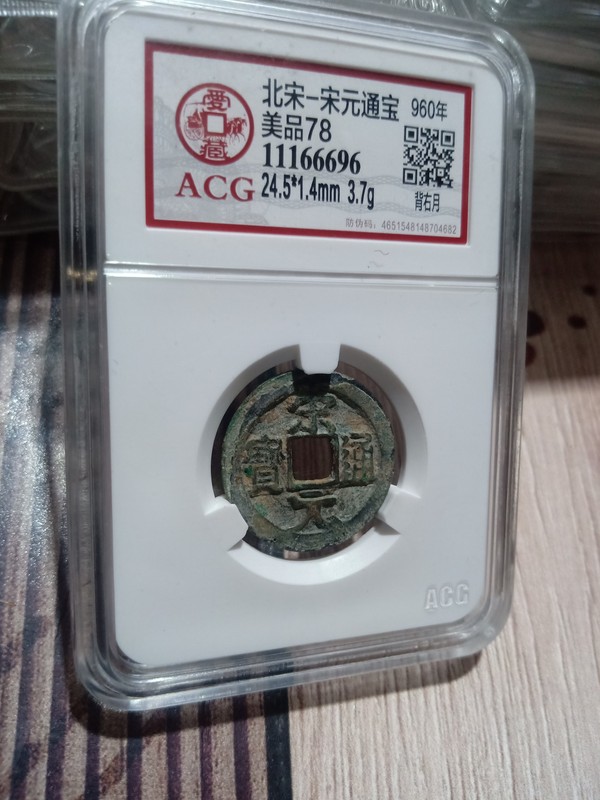 愛藏
ACG
北宋-宋元通宝 960年
美品78
11166696
24.5*1.4mm 3.7g
背右月
防伪码：4651548148704682
宋
寶 通
元
ACG